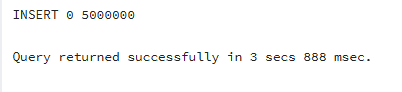 INSERT 0 5000000
Query returned successfully in 3 secs 888 msec.